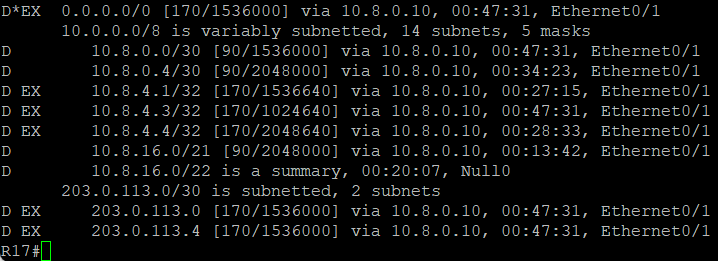 D*EX  0.0.0.0/0 [170/1536000] via 10.8.0.10, 00:47:31, Ethernet0/1
      10.0.0.0/8 is variably subnetted, 14 subnets, 5 masks
D        10.8.0.0/30 [90/1536000] via 10.8.0.10, 00:47:31, Ethernet0/1
D        10.8.0.4/30 [90/2048000] via 10.8.0.10, 00:34:23, Ethernet0/1
D EX     10.8.4.1/32 [170/1536640] via 10.8.0.10, 00:27:15, Ethernet0/1
D EX     10.8.4.3/32 [170/1024640] via 10.8.0.10, 00:47:31, Ethernet0/1
D EX     10.8.4.4/32 [170/2048640] via 10.8.0.10, 00:28:33, Ethernet0/1
D        10.8.16.0/21 [90/2048000] via 10.8.0.10, 00:13:42, Ethernet0/1
D        10.8.16.0/22 is a summary, 00:20:07, Null0
      203.0.113.0/30 is subnetted, 2 subnets
D EX     203.0.113.0 [170/1536000] via 10.8.0.10, 00:47:31, Ethernet0/1
D EX     203.0.113.4 [170/1536000] via 10.8.0.10, 00:47:31, Ethernet0/1
R17#